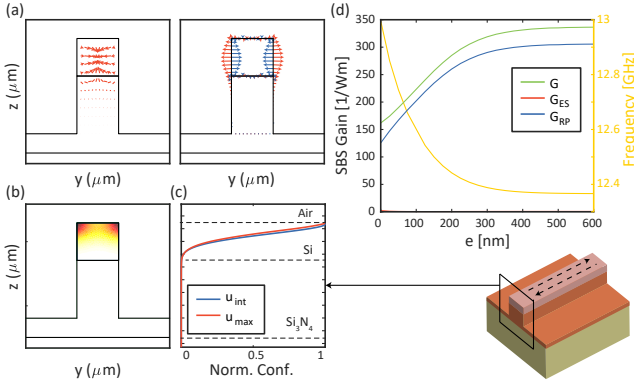 (a)
z (μm)
y (μm)
y (μm)
(b)
z (μm)
y (μm)
(c)
Air
Si
Si₃N₄
u_int
u_max
0
0.5
1
Norm. Conf.
(d)
SBS Gain [1/Wm]
350
300
250
200
150
100
50
0
0
100
200
300
400
500
600
e [nm]
G
G_ES
G_RP
13
12.8
12.6
12.4
Frequency [GHz]